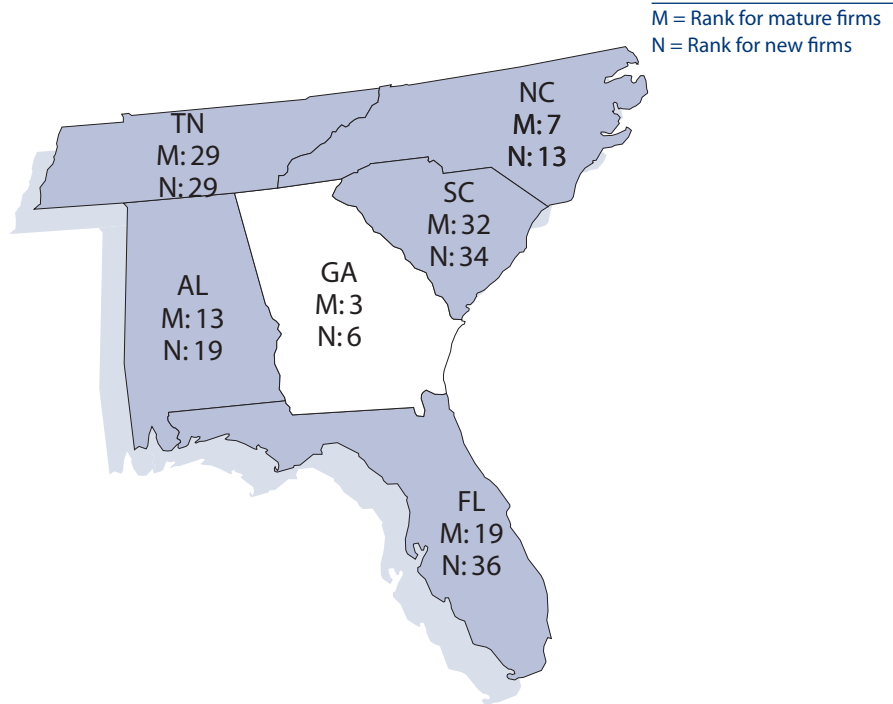 M = Rank for mature firms
N = Rank for new firms
NC
M: 7
N: 13
TN
M: 29
N: 29
SC
M: 32
N: 34
GA
M: 3
N: 6
AL
M: 13
N: 19
FL
M: 19
N: 36